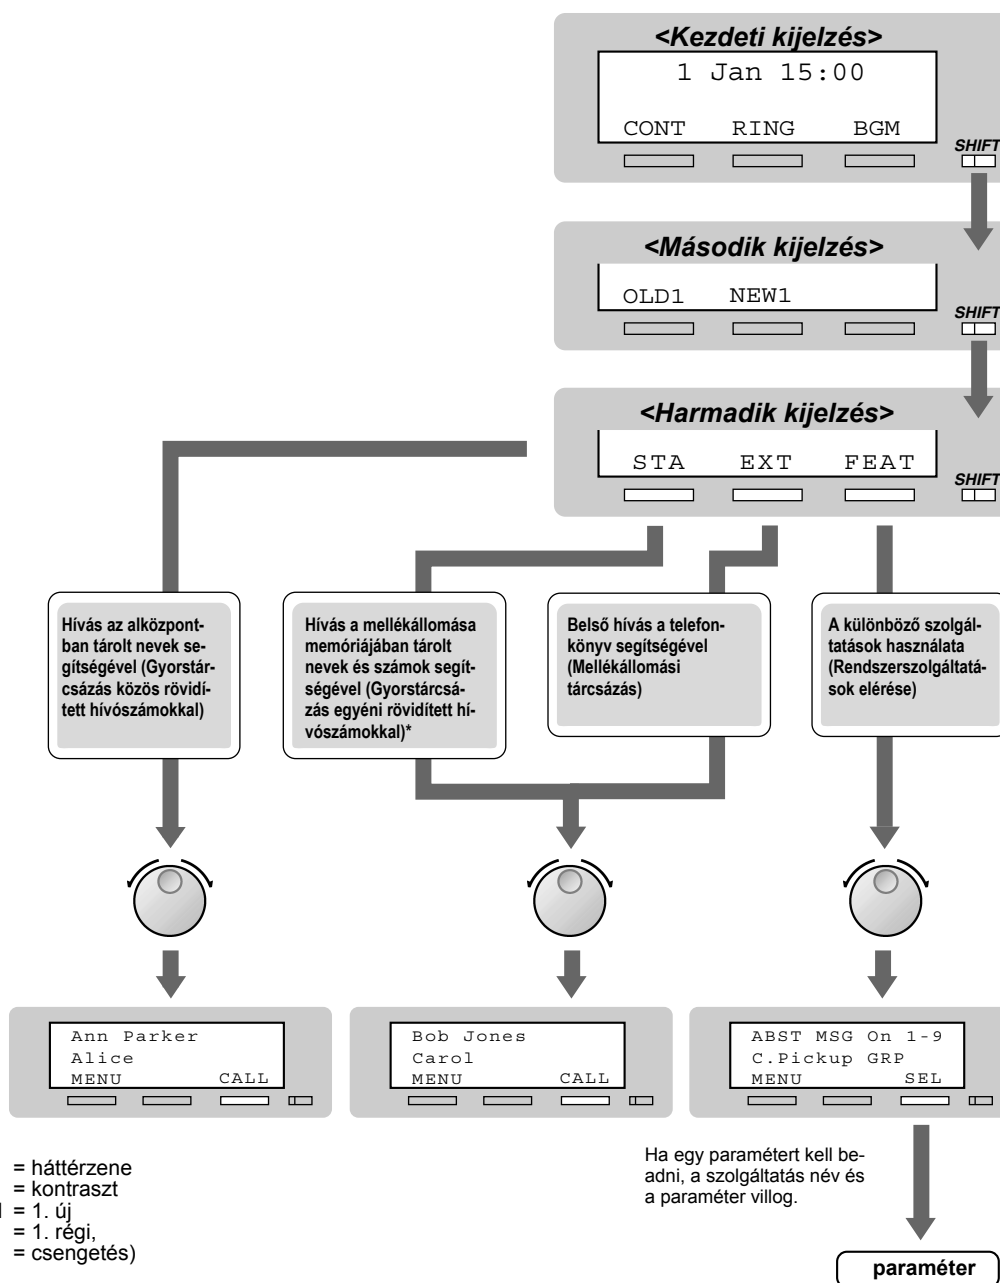 <Kezdeti kijelzés>
1 Jan 15:00
CONT RING BGM
SHIFT
<Második kijelzés>
OLD1 NEW1
SHIFT
<Harmadik kijelzés>
STA EXT FEAT
SHIFT
Hívás az alközpont-
ban tárolt nevek se-
gítségével (Gyorstár-
csázás közös rövidí-
tett hívószámokkal)
Hívás a mellékállomása
memóriájában tárolt
nevek és számok segít-
ségével (Gyorstárcsá-
zás egyéni rövidített hí-
vószámokkal)*
Belső hívás a telefon-
könyv segítségével
(Mellékállomási
tárcsázás)
A különböző szolgál-
tatások használata
(Rendszerszolgáltatá-
sok elérése)
Ann Parker
Alice
MENU CALL
Bob Jones
Carol
MENU CALL
ABST MSG On 1-9
C.Pickup GRP
MENU SEL
= háttérzene
= kontraszt
= 1. új
= 1. régi,
= csengetés)
Ha egy paramétert kell be-
adni, a szolgáltatás név és
a paraméter villog.
paraméter